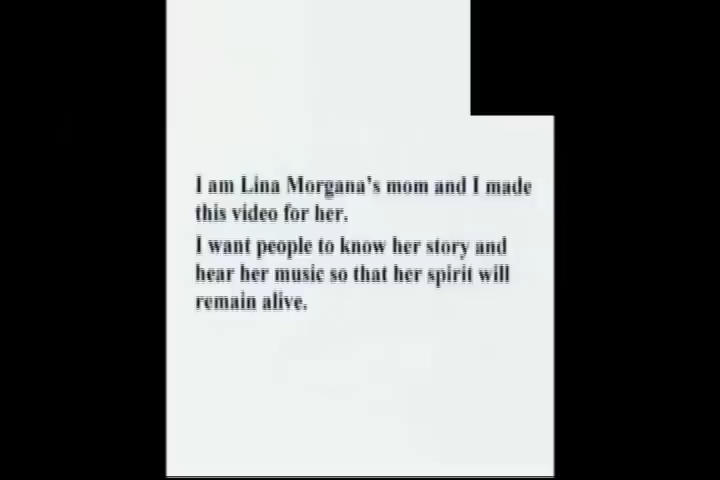 I am Lina Morgana's mom and I made
this video for her.
I want people to know her story and
hear her music so that her spirit will
remain alive.